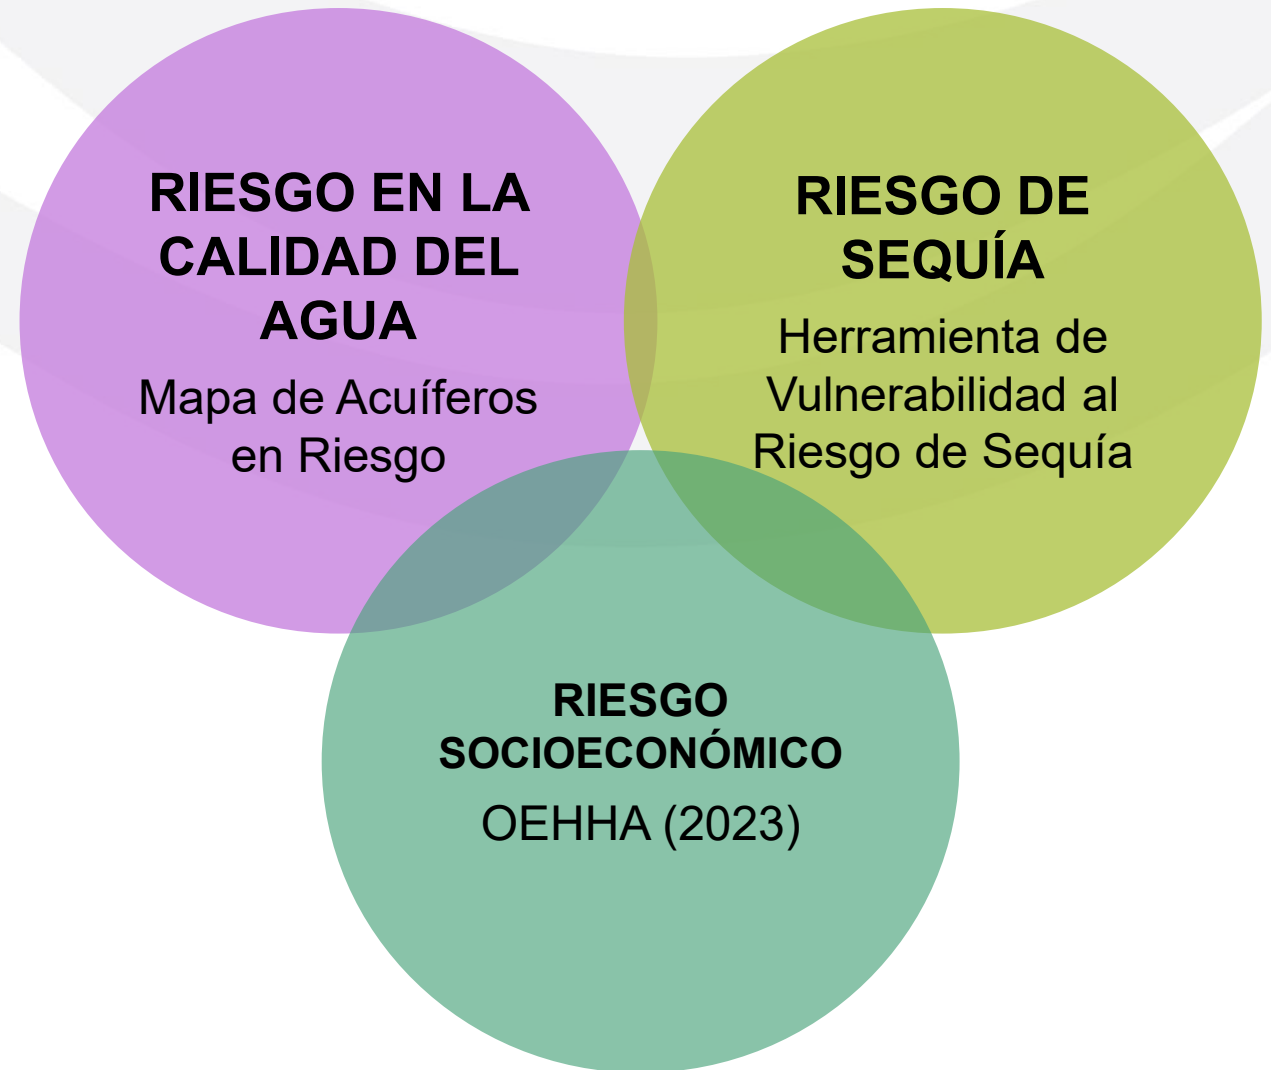 RIESGO EN LA
CALIDAD DEL
AGUA
Mapa de Acuíferos
en Riesgo
RIESGO DE
SEQUÍA
Herramienta de
Vulnerabilidad al
Riesgo de Sequía
RIESGO
SOCIOECONÓMICO
OEHHA (2023)